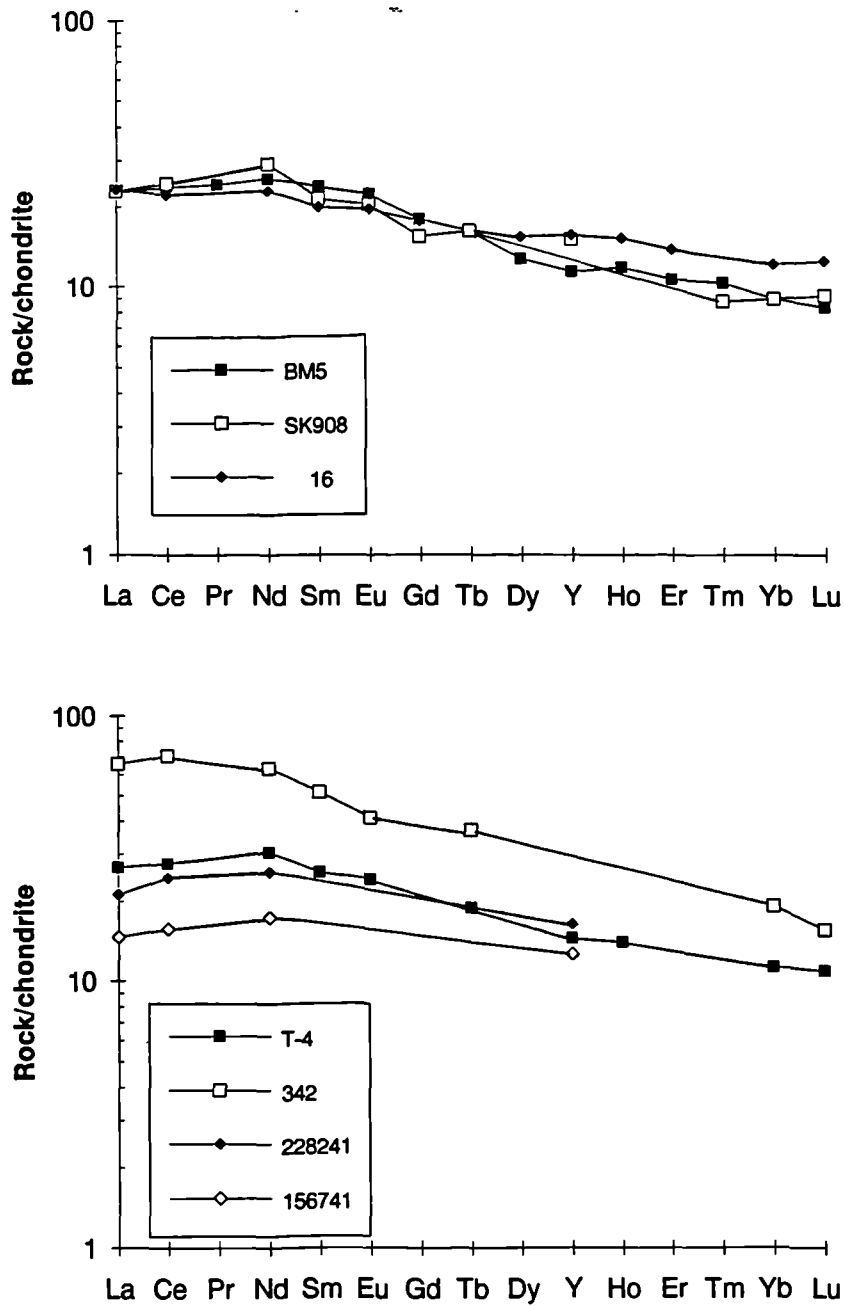 100
10
1
Rock/chondrite
BM5
SK908
16
La Ce Pr Nd Sm Eu Gd Tb Dy Y Ho Er Tm Yb Lu
100
10
1
Rock/chondrite
T-4
342
228241
156741
La Ce Pr Nd Sm Eu Gd Tb Dy Y Ho Er Tm Yb Lu